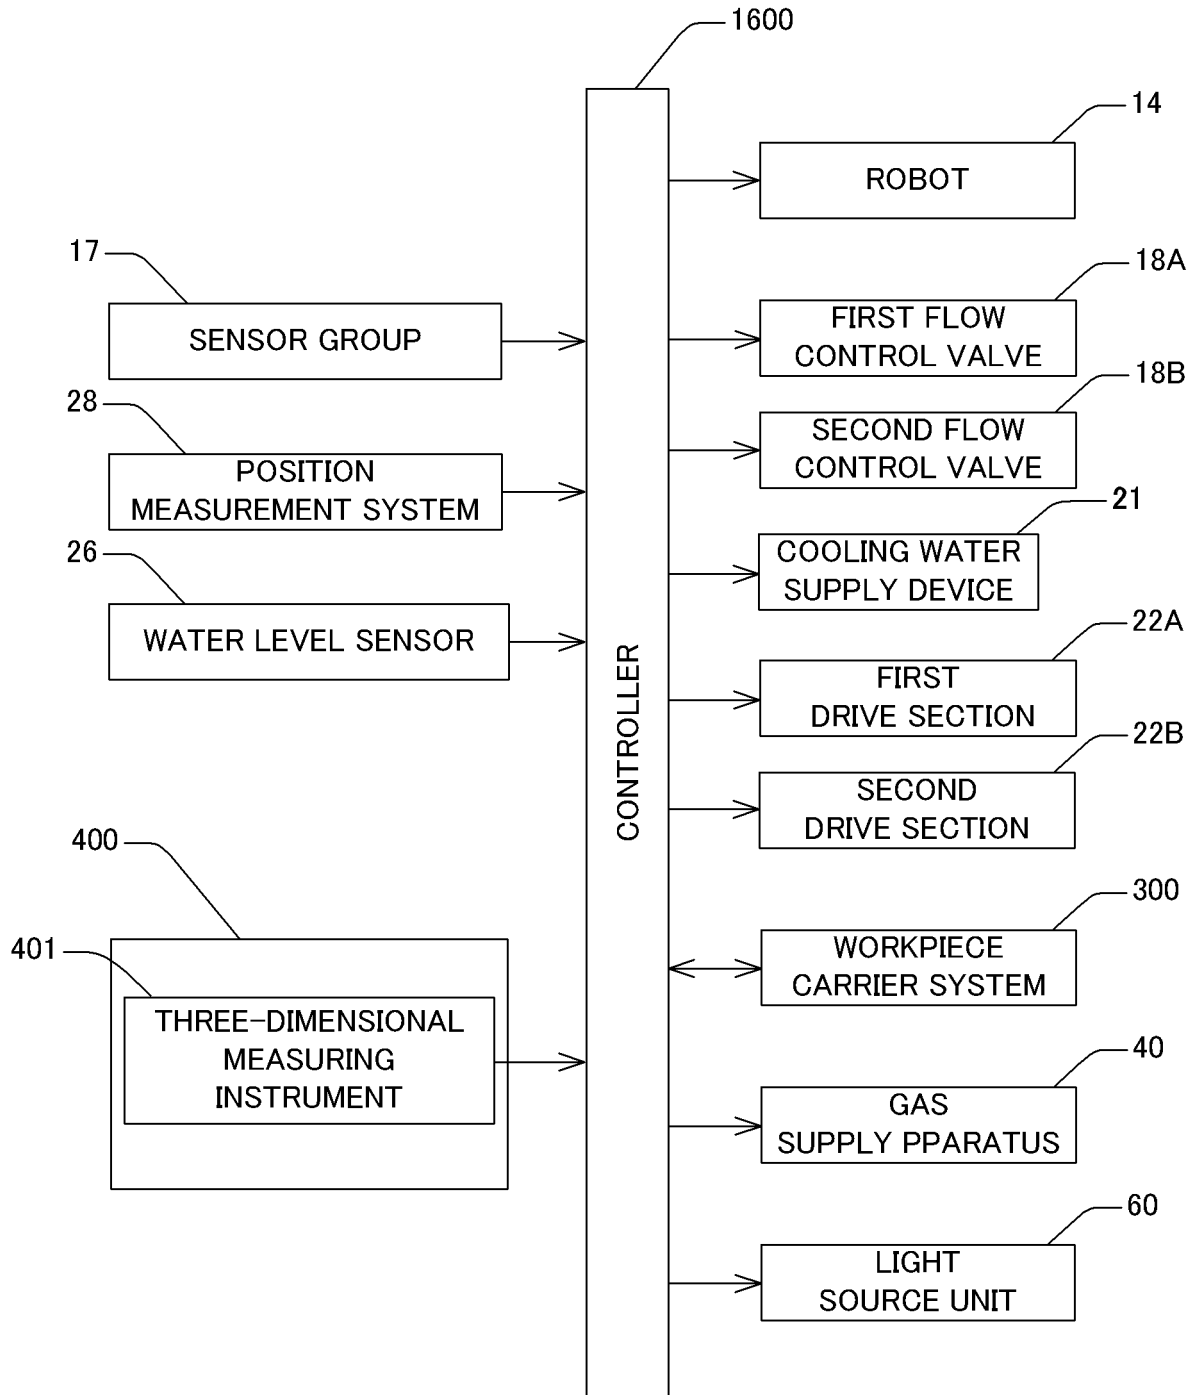 1600
14
ROBOT
17
SENSOR GROUP
18A
FIRST FLOW
CONTROL VALVE
28
POSITION
MEASUREMENT SYSTEM
18B
SECOND FLOW
CONTROL VALVE
26
WATER LEVEL SENSOR
21
COOLING WATER
SUPPLY DEVICE
CONTROLLER
22A
FIRST
DRIVE SECTION
22B
SECOND
DRIVE SECTION
400
401
THREE-DIMENSIONAL
MEASURING
INSTRUMENT
300
WORKPIECE
CARRIER SYSTEM
40
GAS
SUPPLY PPARATUS
60
LIGHT
SOURCE UNIT